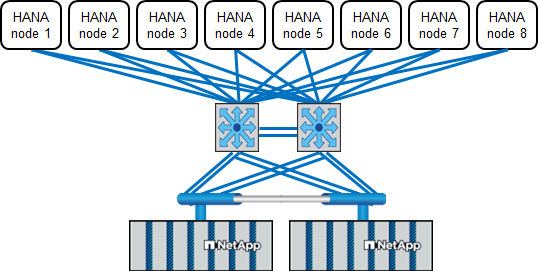 HANA
node 1
HANA
node 2
HANA
node 3
HANA
node 4
HANA
node 5
HANA
node 6
HANA
node 7
HANA
node 8
NetApp
NetApp